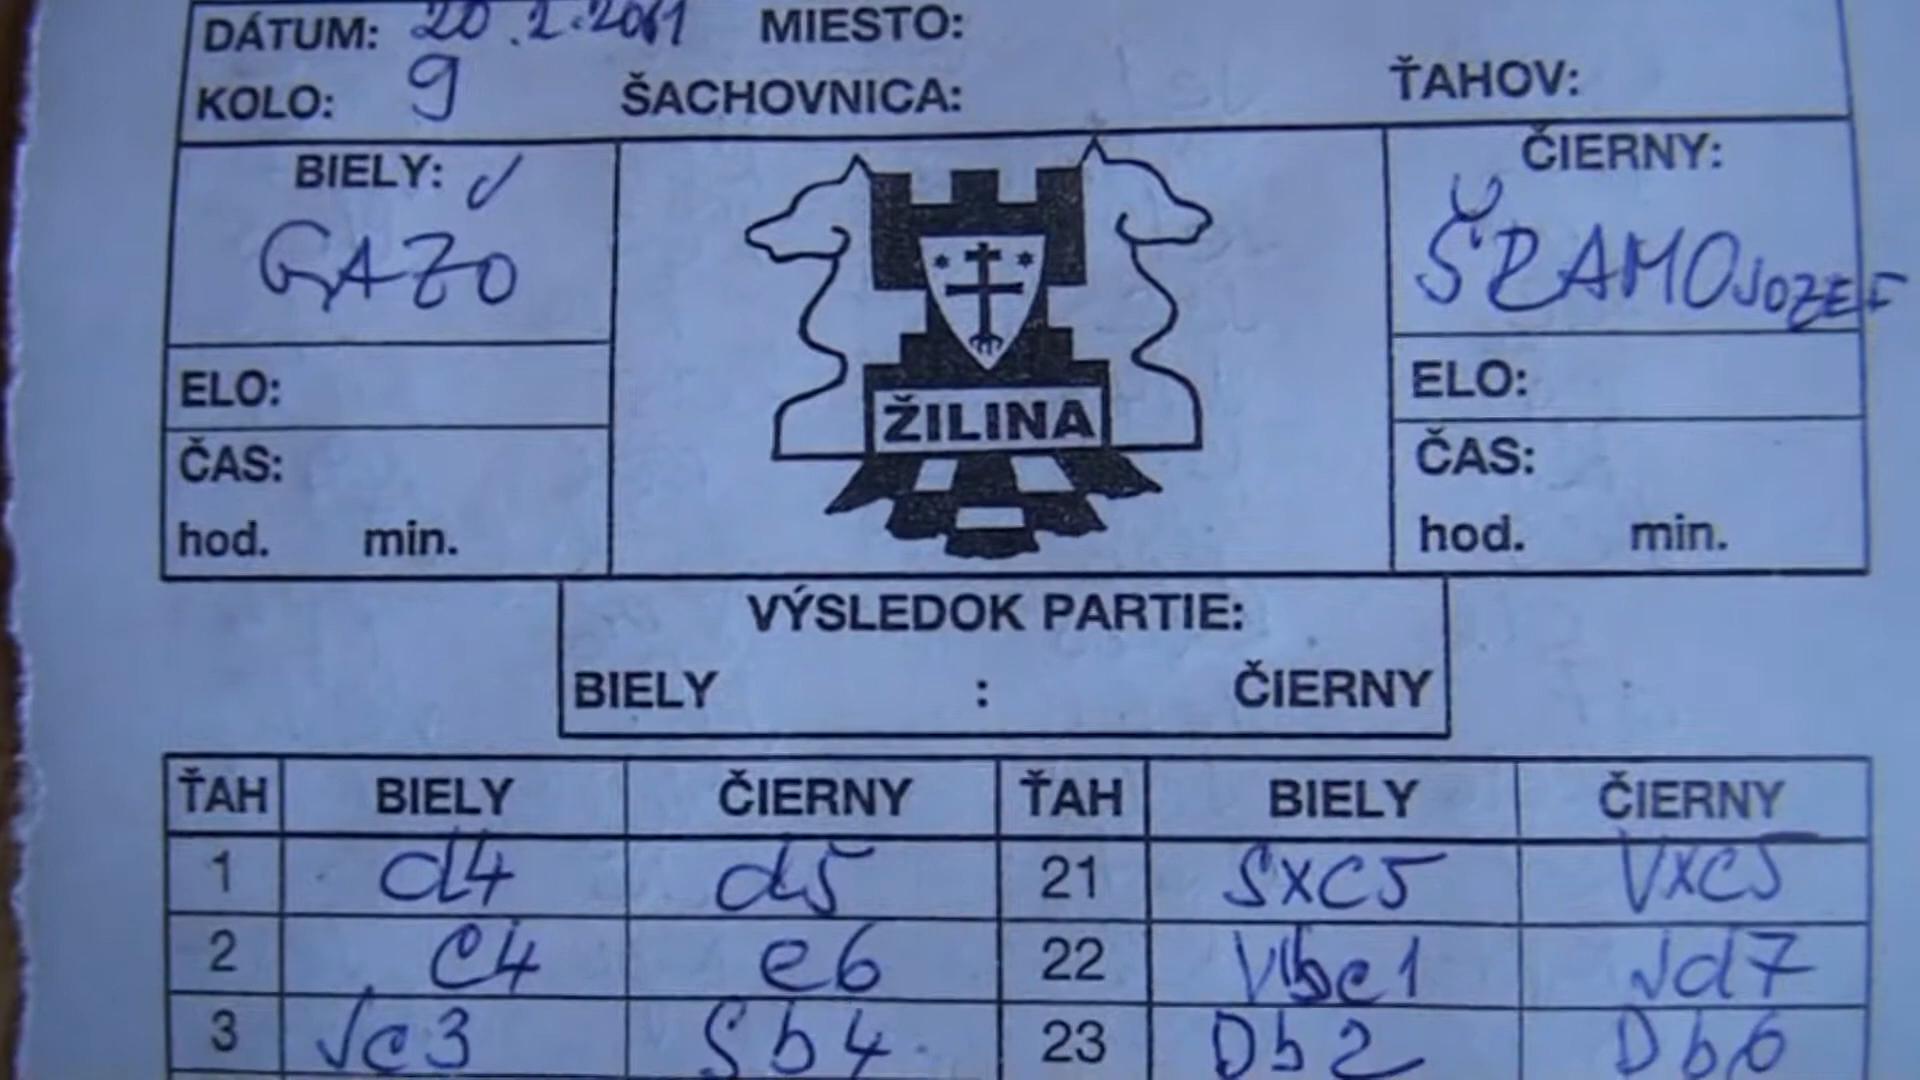 DÁTUM: 20.2.2011 MIESTO:
KOLO: 9 ŠACHOVNICA: ŤAHOV:
BIELY: ČIERNY:
GAZO ŠRAMO JOZEF
ŽILINA
ELO: ELO:
ČAS: ČAS:
hod. min. hod. min.
VÝSLEDOK PARTIE:
BIELY : ČIERNY
ŤAH BIELY ČIERNY ŤAH BIELY ČIERNY
1 d4 d5 21 Sxc5 Vxc5
2 c4 e6 22 Vbc1 Jd7
3 Jc3 Sb4 23 Db2 Db6